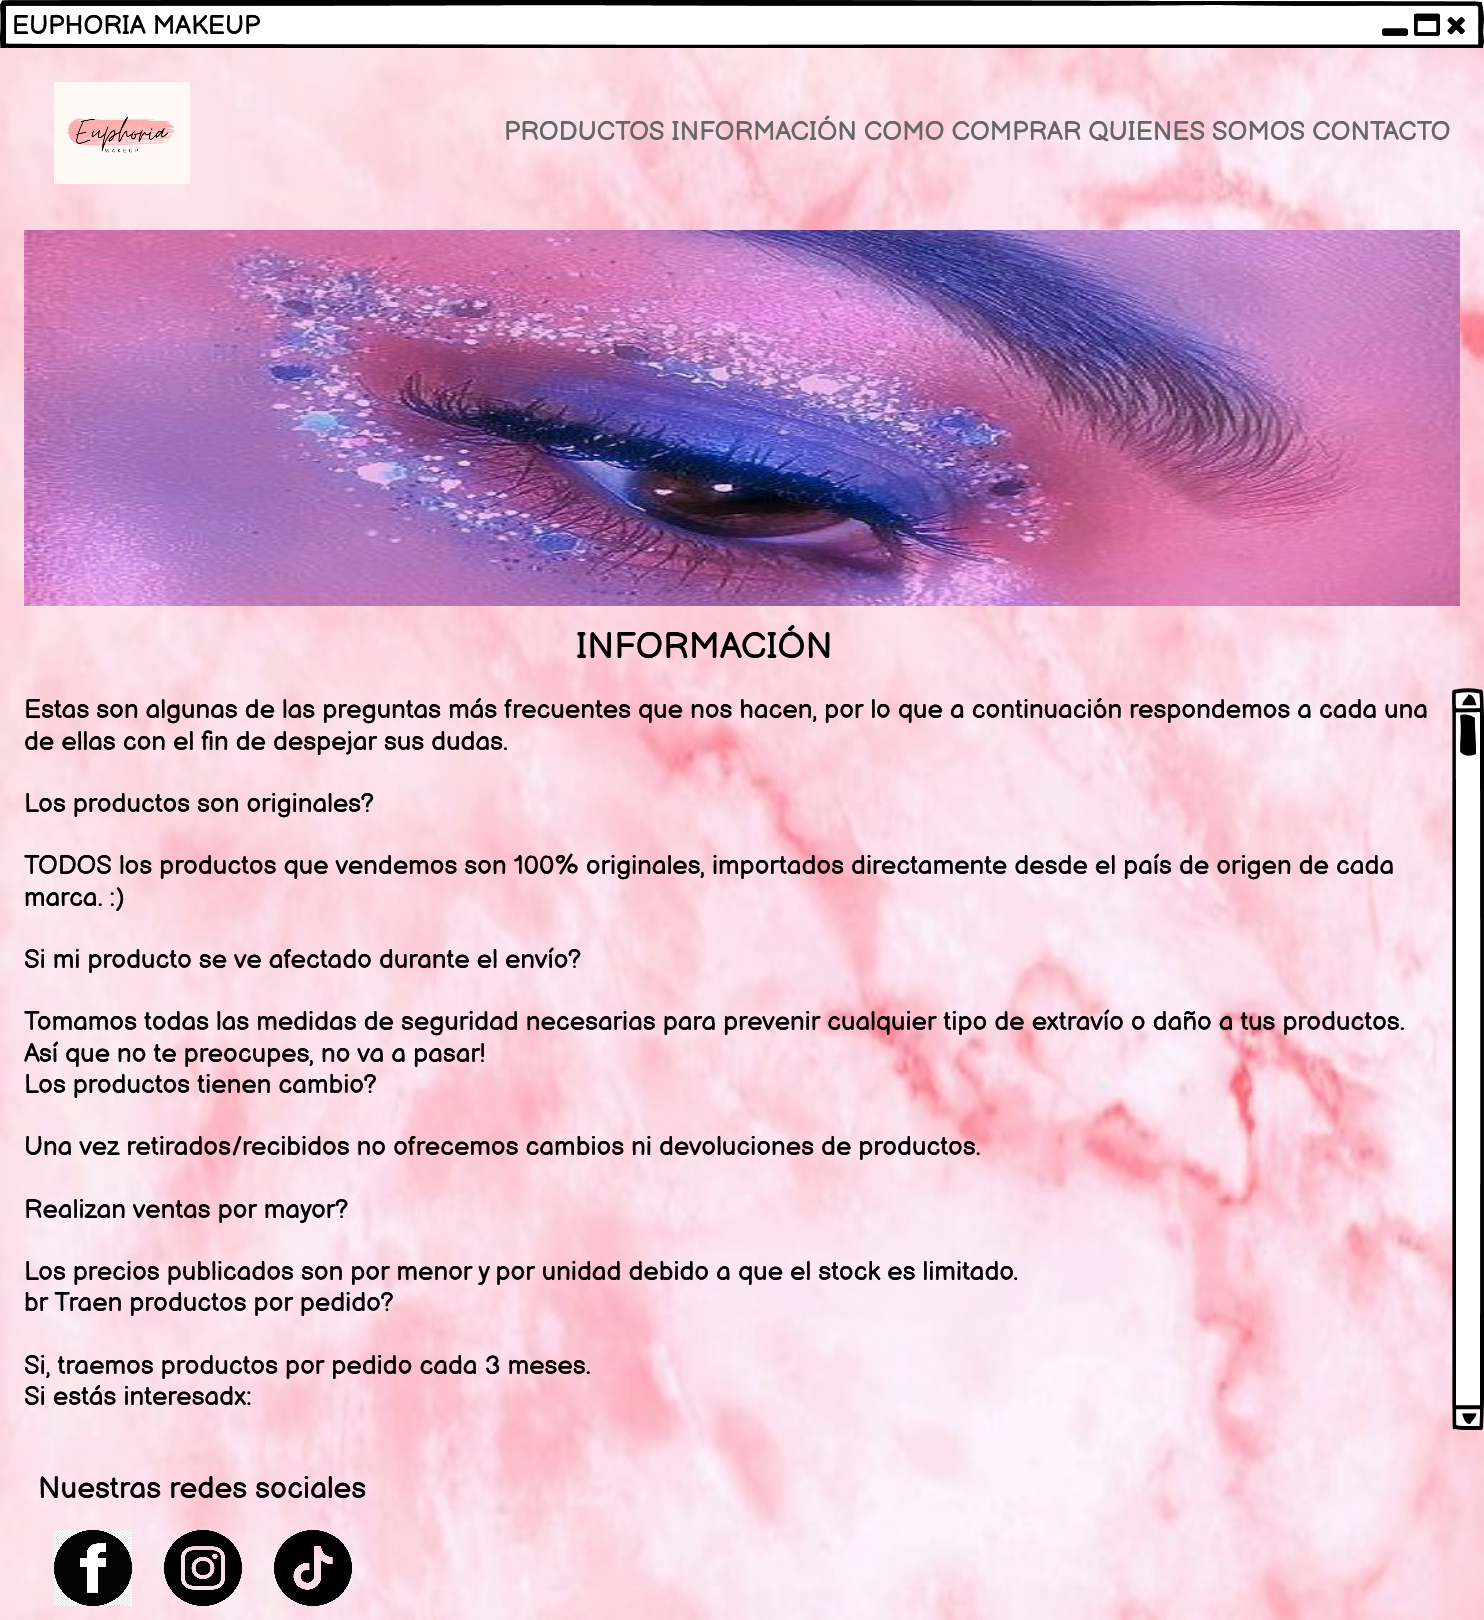 EUPHORIA MAKEUP
Euphoria
MAKEUP
PRODUCTOS INFORMACIÓN COMO COMPRAR QUIENES SOMOS CONTACTO
INFORMACIÓN
Estas son algunas de las preguntas más frecuentes que nos hacen, por lo que a continuación respondemos a cada una
de ellas con el fin de despejar sus dudas.
Los productos son originales?
TODOS los productos que vendemos son 100% originales, importados directamente desde el país de origen de cada
marca. :)
Si mi producto se ve afectado durante el envío?
Tomamos todas las medidas de seguridad necesarias para prevenir cualquier tipo de extravío o daño a tus productos.
Así que no te preocupes, no va a pasar!
Los productos tienen cambio?
Una vez retirados/recibidos no ofrecemos cambios ni devoluciones de productos.
Realizan ventas por mayor?
Los precios publicados son por menor y por unidad debido a que el stock es limitado.
br Traen productos por pedido?
Si, traemos productos por pedido cada 3 meses.
Si estás interesadx:
Nuestras redes sociales